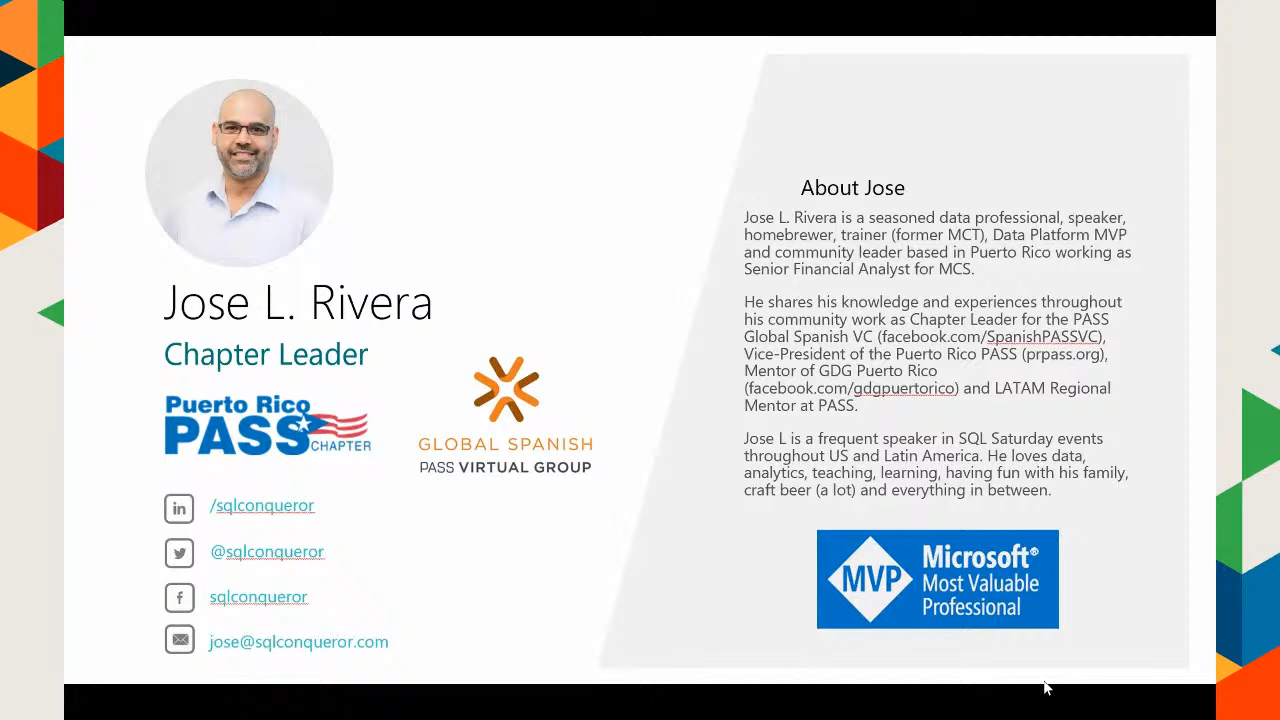 Jose L. Rivera
Chapter Leader
Puerto Rico
PASS CHAPTER
GLOBAL SPANISH
PASS VIRTUAL GROUP
in /sqlconqueror
@sqlconqueror
f sqlconqueror
jose@sqlconqueror.com
About Jose
Jose L. Rivera is a seasoned data professional, speaker,
homebrewer, trainer (former MCT), Data Platform MVP
and community leader based in Puerto Rico working as
Senior Financial Analyst for MCS.
He shares his knowledge and experiences throughout
his community work as Chapter Leader for the PASS
Global Spanish VC (facebook.com/SpanishPASSVC),
Vice-President of the Puerto Rico PASS (prpass.org),
Mentor of GDG Puerto Rico
(facebook.com/gdgpuertorico) and LATAM Regional
Mentor at PASS.
Jose L is a frequent speaker in SQL Saturday events
throughout US and Latin America. He loves data,
analytics, teaching, learning, having fun with his family,
craft beer (a lot) and everything in between.
MVP
Microsoft®
Most Valuable
Professional